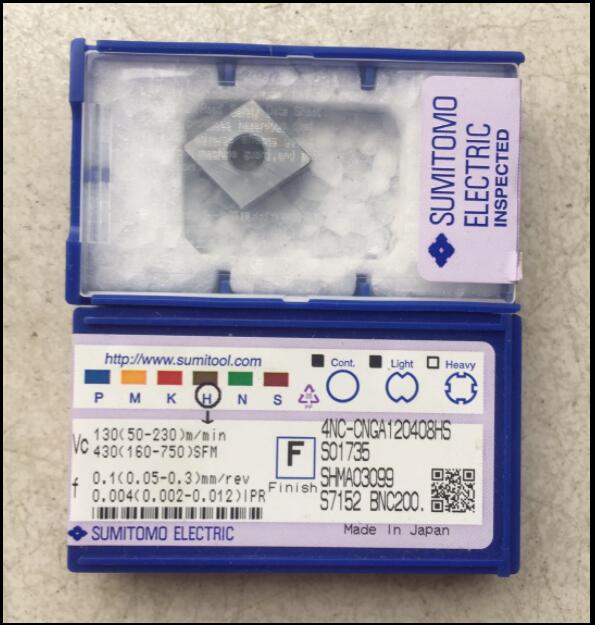 SUMITOMO
ELECTRIC
INSPECTED
http://www.sumitool.com
Cont. Light Heavy
P M K H N S
PP
Vc 130(50-230)m/min
430(160-750)SFM
f 0.1(0.05-0.3)mm/rev
0.004(0.002-0.012)IPR
F
Finish
4NC-CNGA120408HS
S01735
SHMA03099
S7152 BNC200.
SUMITOMO ELECTRIC
Made In Japan